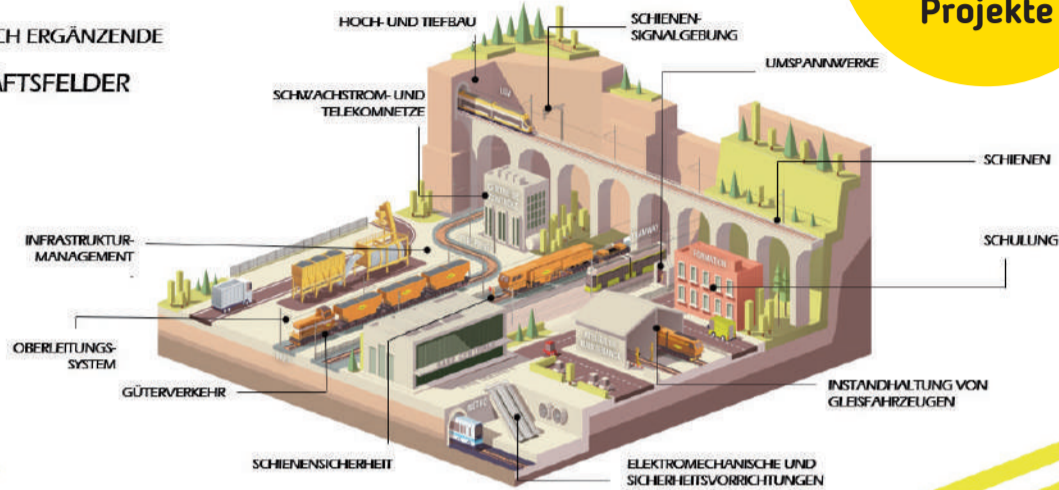 Projekte
CH ERGÄNZENDE
AFTSFELDER
HOCH- UND TIEFBAU
SCHIENEN-
SIGNALGEBUNG
UMSPANNWERKE
SCHWACHSTROM- UND
TELEKOMNETZE
SCHIENEN
INFRASTRUKTUR-
MANAGEMENT
SCHULUNG
OBERLEITUNGS-
SYSTEM
GÜTERVERKEHR
INSTANDHALTUNG VON
GLEISFAHRZEUGEN
SCHIENENSICHERHEIT
ELEKTROMECHANISCHE UND
SICHERHEITSVORRICHTUNGEN